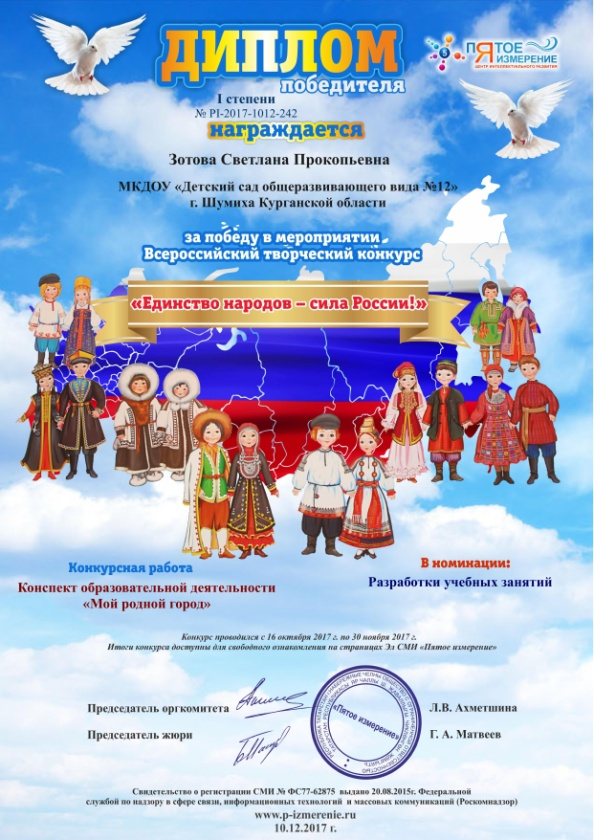 ДИПЛОМ
победителя
ПЯТОЕ
ИЗМЕРЕНИЕ
ЦЕНТР ИНТЕЛЛЕКТУАЛЬНОГО РАЗВИТИЯ
5
I степени
№ PI-2017-1012-242
награждается
Зотова Светлана Прокопьевна
МКДОУ «Детский сад общеразвивающего вида №12»
г. Шумиха Курганской области
за победу в мероприятии
Всероссийский творческий конкурс
«Единство народов – сила России!»
Конкурсная работа
Конспект образовательной деятельности
«Мой родной город»
В номинации:
Разработки учебных занятий
Конкурс проводился с 16 октября 2017 г. по 30 ноября 2017 г.
Итоги конкурса доступны для свободного ознакомления на страницах Эл СМИ «Пятое измерение»
Председатель оргкомитета
Л.В. Ахметшина
Председатель жюри
Г. А. Матвеев
«Пятое измерение»
Свидетельство о регистрации СМИ № ФС77-62875 выдано 20.08.2015г. Федеральной
службой по надзору в сфере связи, информационных технологий и массовых коммуникаций (Роскомнадзор)
www.p-izmerenie.ru
10.12.2017 г.